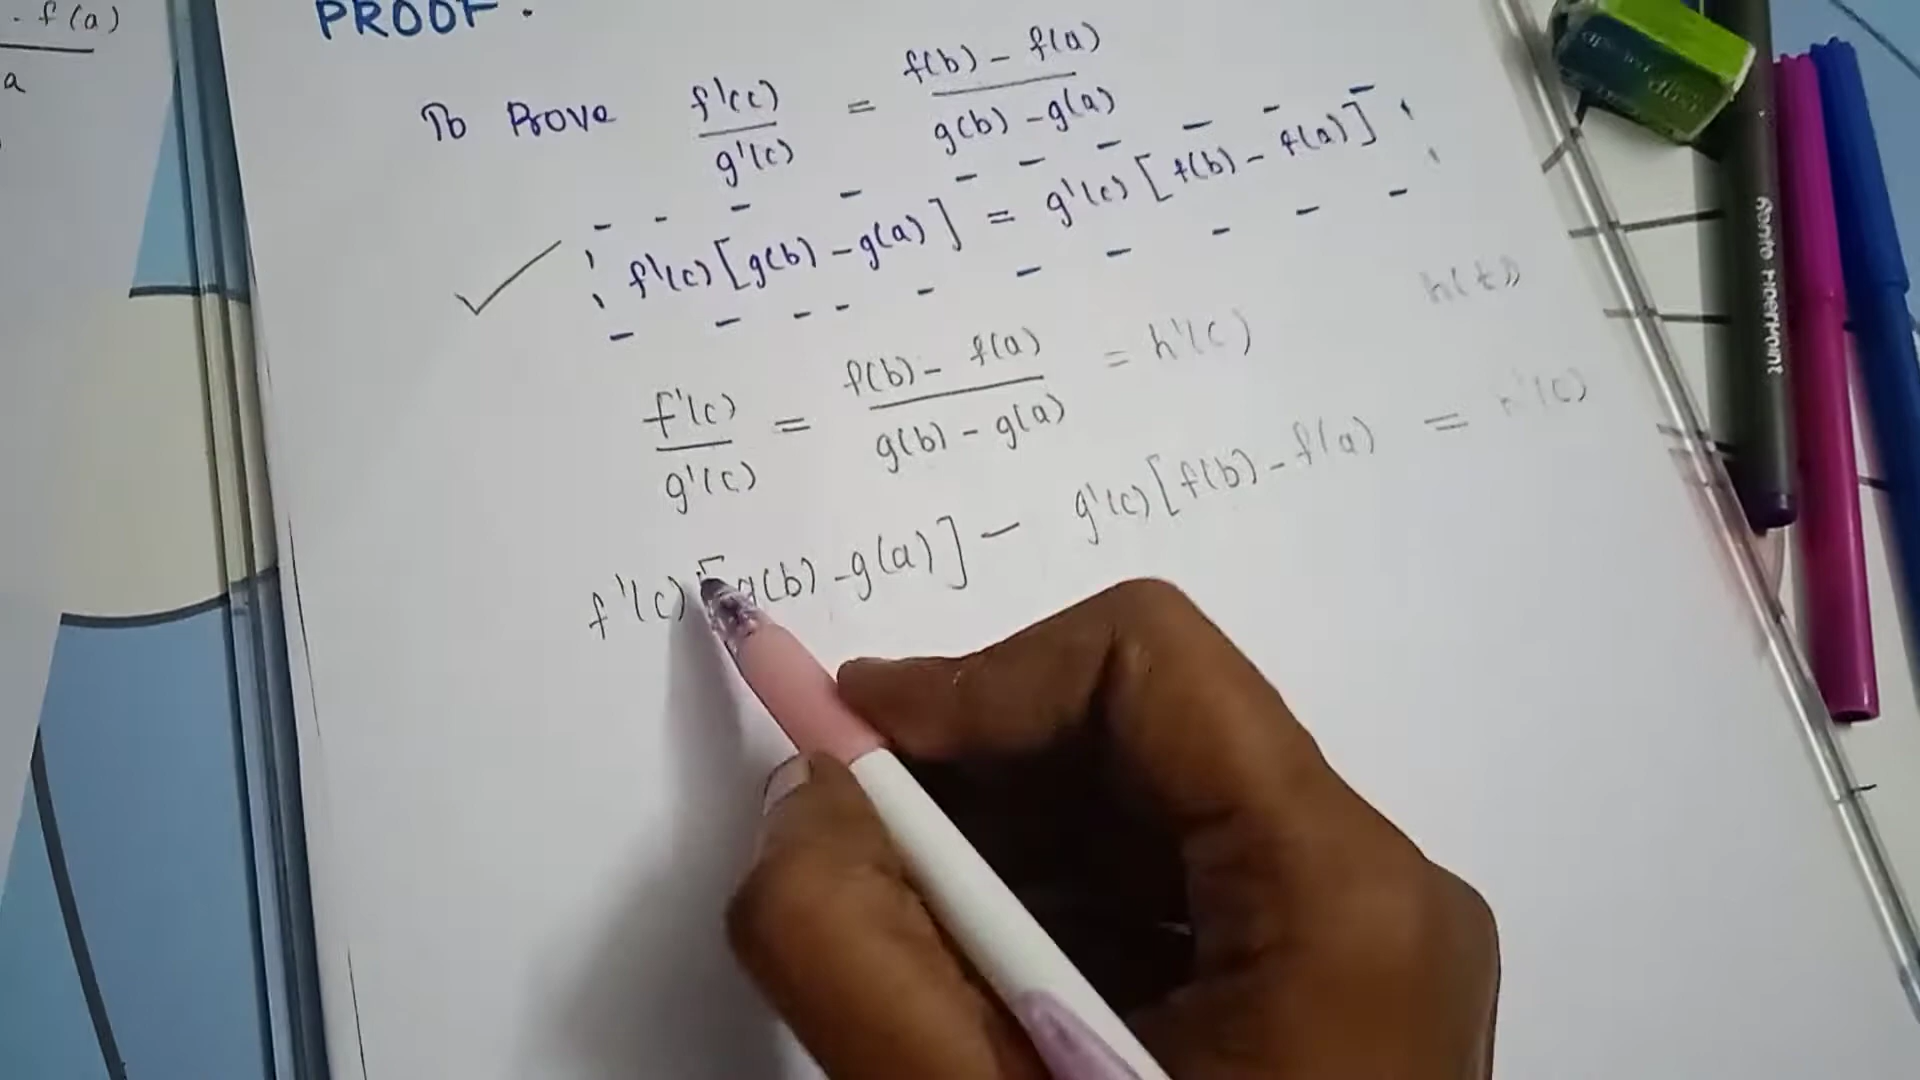 . f(a)
a
PROOF.
To Prove f'(c)/g'(c) = f(b) - f(a)/g(b) - g(a)
f'(c)[g(b) - g(a)] = g'(c)[f(b) - f(a)]
h(t)
f'(c)/g'(c) = f(b) - f(a)/g(b) - g(a) = h'(c)
f'(c)[g(b) - g(a)] - g'(c)[f(b) - f(a) = h'(c)